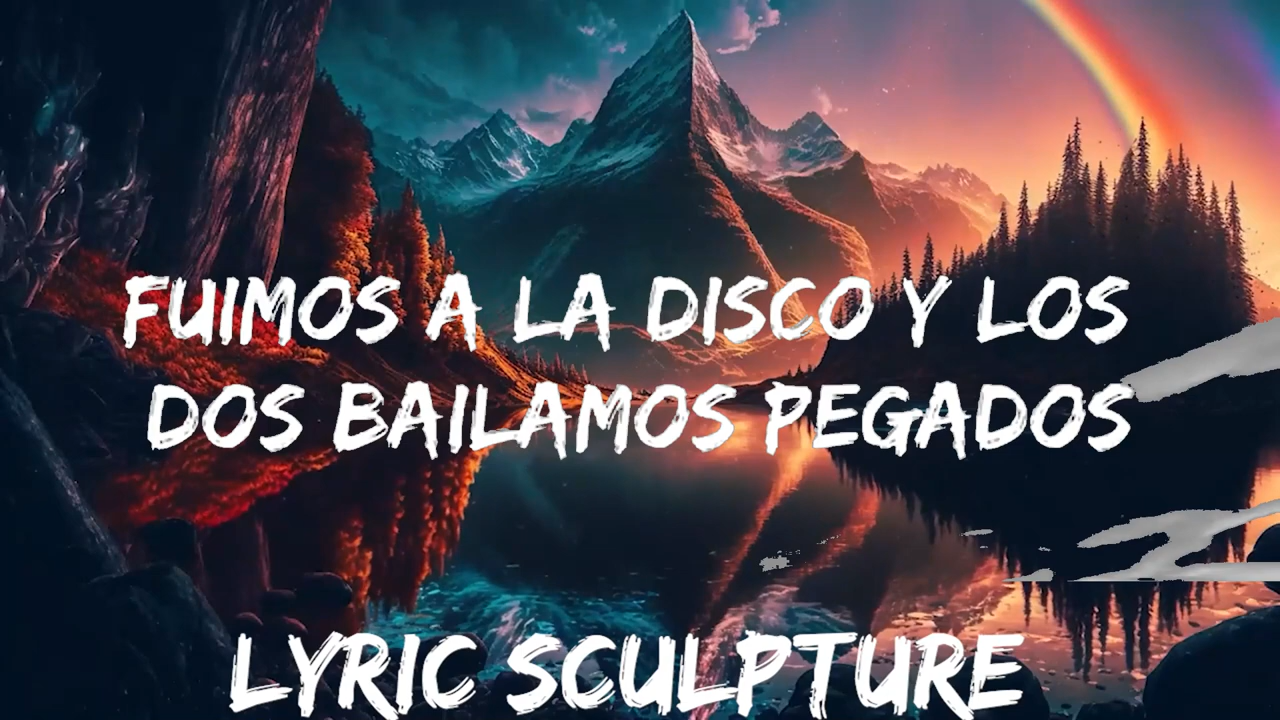 FUIMOS A LA DISCO Y LOS
DOS BAILAMOS PEGADOS
LYRIC SCULPTURE